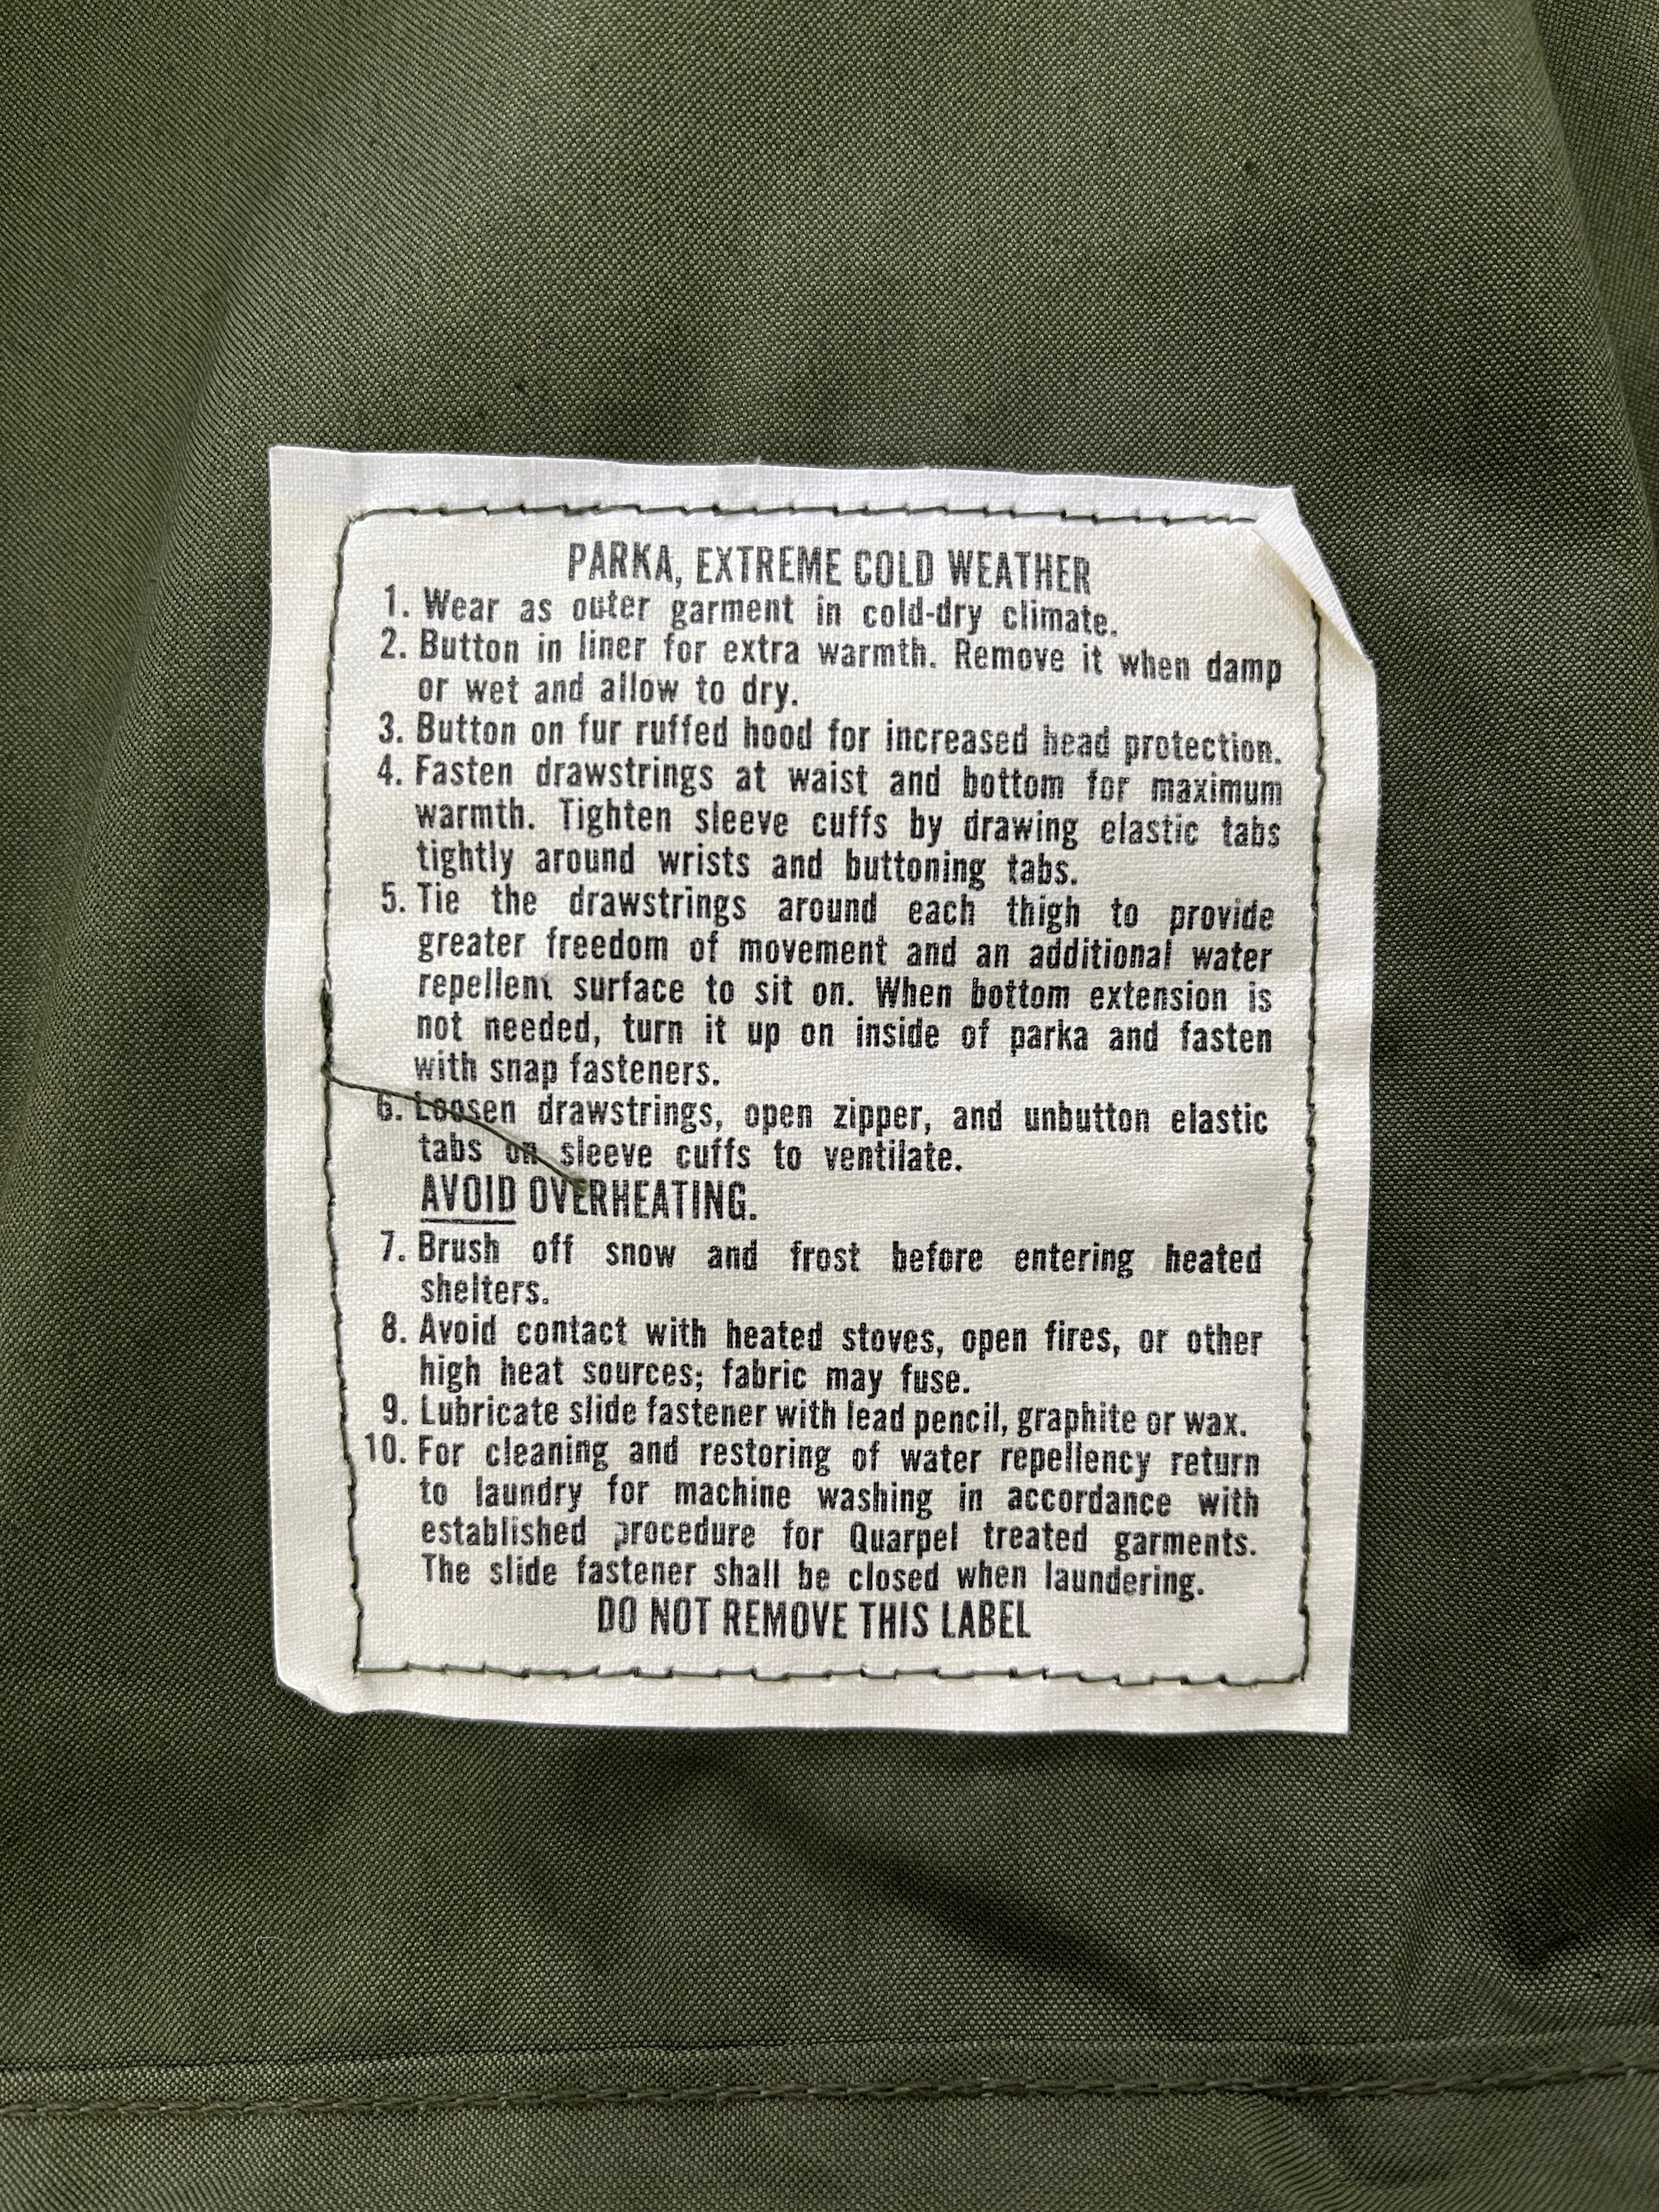 PARKA, EXTREME COLD WEATHER
1. Wear as outer garment in cold-dry climate.
2. Button in liner for extra warmth. Remove it when damp
or wet and allow to dry.
3. Button on fur ruffed hood for increased head protection.
4. Fasten drawstrings at waist and bottom for maximum
warmth. Tighten sleeve cuffs by drawing elastic tabs
tightly around wrists and buttoning tabs.
5. Tie the drawstrings around each thigh to provide
greater freedom of movement and an additional water
repellent surface to sit on. When bottom extension is
not needed, turn it up on inside of parka and fasten
with snap fasteners.
6. Loosen drawstrings, open zipper, and unbutton elastic
tabs on sleeve cuffs to ventilate.
AVOID OVERHEATING.
7. Brush off snow and frost before entering heated
shelters.
8. Avoid contact with heated stoves, open fires, or other
high heat sources; fabric may fuse.
9. Lubricate slide fastener with lead pencil, graphite or wax.
10. For cleaning and restoring of water repellency return
to laundry for machine washing in accordance with
established procedure for Quarpel treated garments.
The slide fastener shall be closed when laundering.
DO NOT REMOVE THIS LABEL